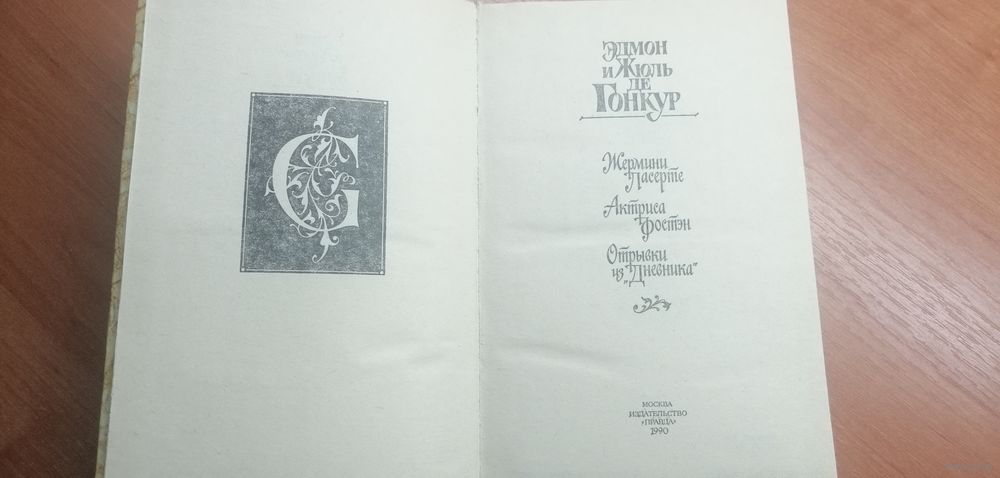 G
ЭДМОН
и ЖЮЛЬ
ДЕ
ГОНКУР
Жермини
Ласерте
Актриса
Фостэн
Отрывки
из „Дневника"
МОСКВА
ИЗДАТЕЛЬСТВО
«ПРАВДА»
1990